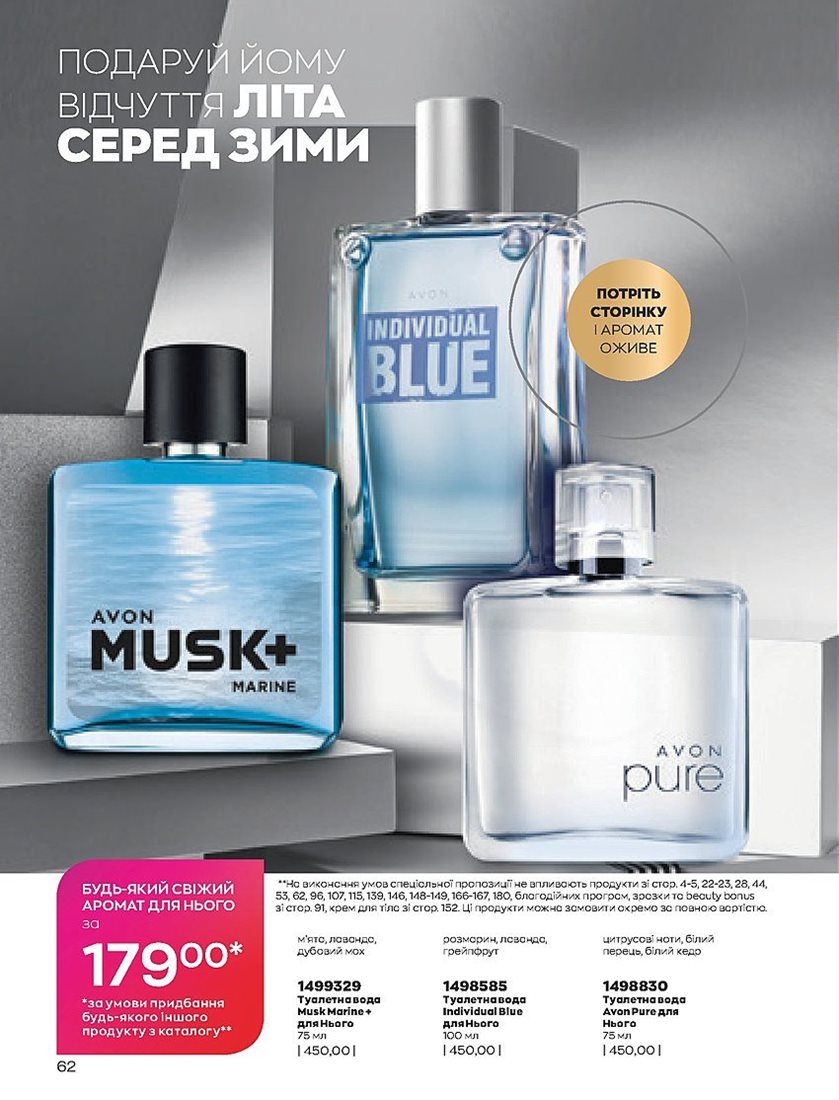 ПОДАРУЙ ЙОМУ
ВІДЧУТТЯ ЛІТА
СЕРЕД ЗИМИ
AVON
INDIVIDUAL
BLUE
ПОТРІТЬ
СТОРІНКУ
І АРОМАТ
ОЖИВЕ
AVON
MUSK+
MARINE
AVON
pure
БУДЬ-ЯКИЙ СВІЖИЙ
АРОМАТ ДЛЯ НЬОГО
за
179⁰⁰*
*за умови придбання
будь-якого іншого
продукту з каталогу**
**На виконання умов спеціальної пропозиції не впливають продукти зі стор. 4-5, 22-23, 28, 44,
53, 62, 96, 107, 115, 139, 146, 148-149, 166-167, 180, благодійних програм, зразки та beauty bonus
зі стор. 91, крем для тіла зі стор. 152. Ці продукти можна замовити окремо за повною вартістю.
м'ята, лаванда,
дубовий мох
1499329
Туалетна вода
Musk Marine +
для Нього
75 мл
| 450,00 |
розмарин, лаванда,
грейпфрут
1498585
Туалетна вода
Individual Blue
для Нього
100 мл
| 450,00 |
цитрусові ноти, білий
перець, білий кедр
1498830
Туалетна вода
Avon Pure для
Нього
75 мл
| 450,00 |
62